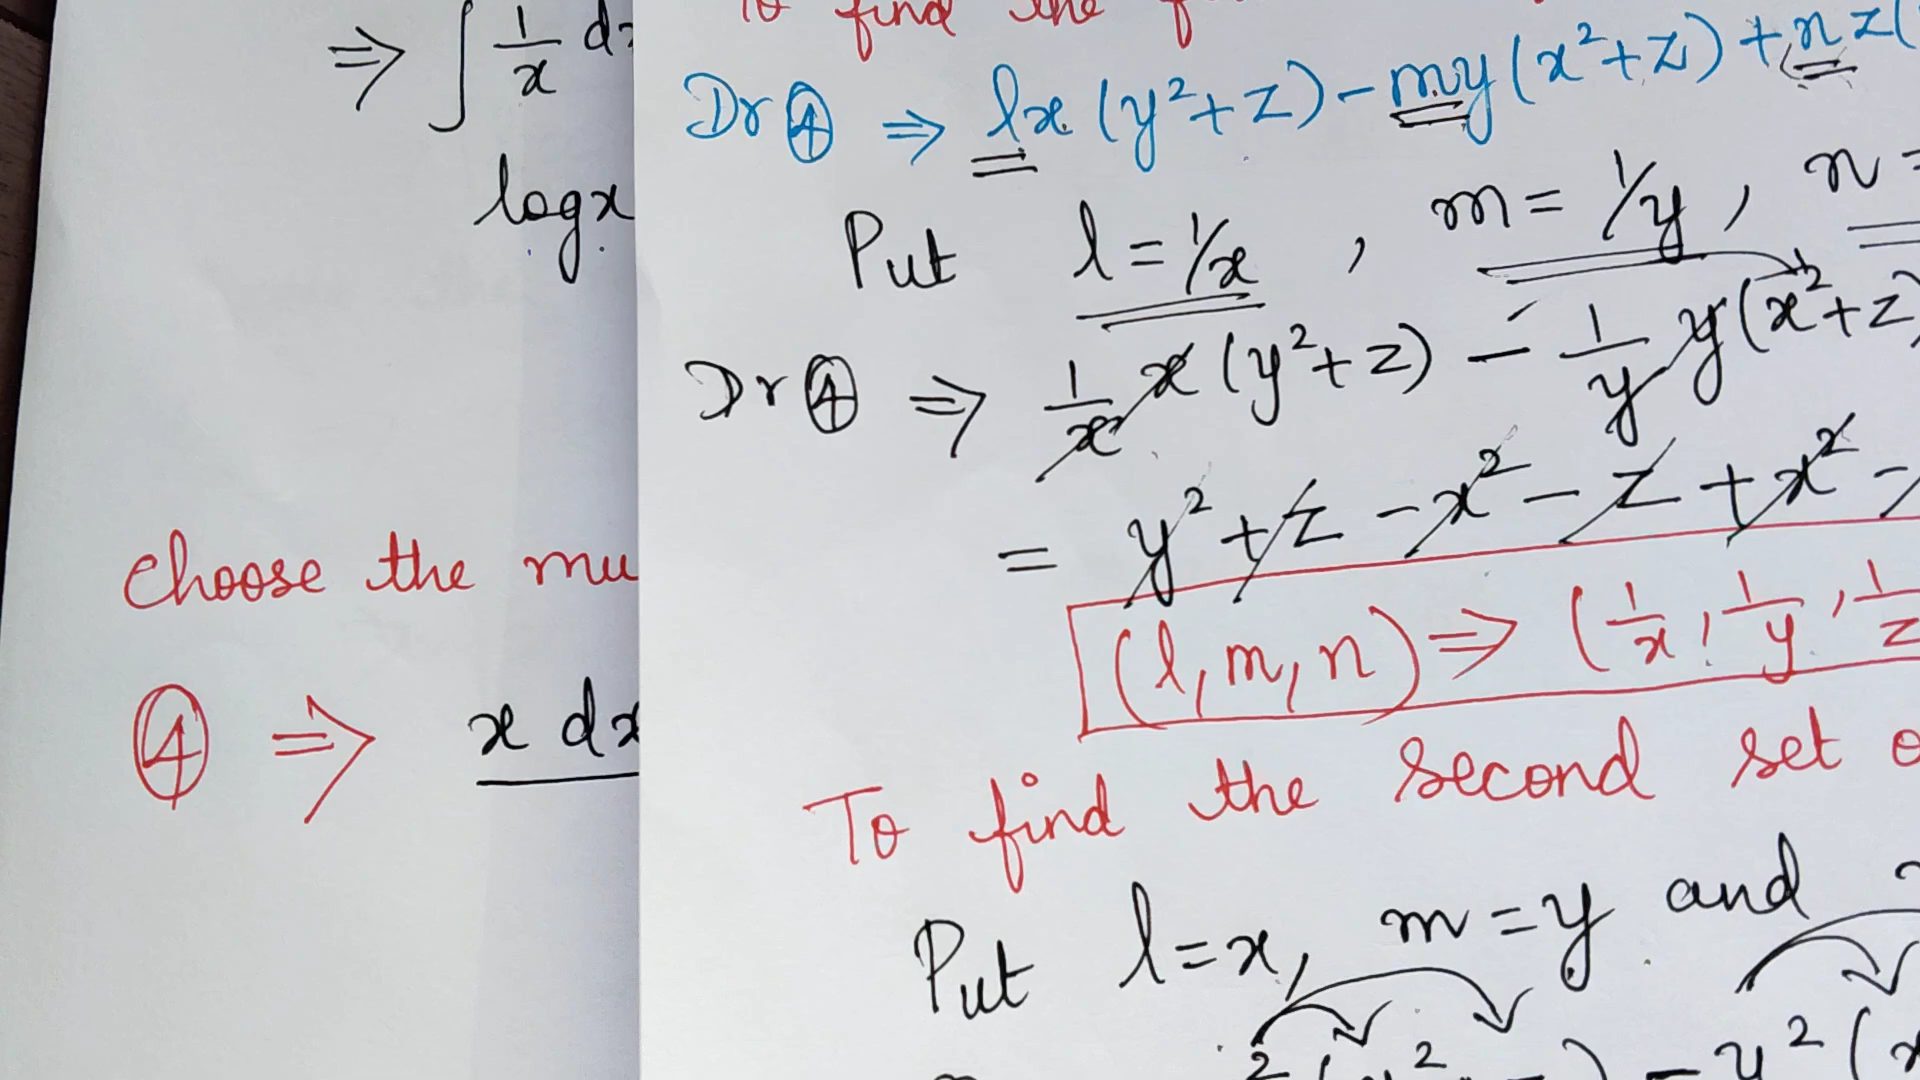 ⇒ ∫ 1/x d
logx
Choose the mu
④ ⇒ x dx
To find the f
Dr ④ ⇒ lx (y²+z) - my (x²+z) + nz(
Put l = 1/x , m = 1/y , n =
Dr ④ ⇒ 1/x x (y²+z) - 1/y y (x²+z)
= y² + z - x² - z + x² -
(l, m, n) ⇒ (1/x, 1/y, 1/z
To find the second set o
Put l = x, m = y and